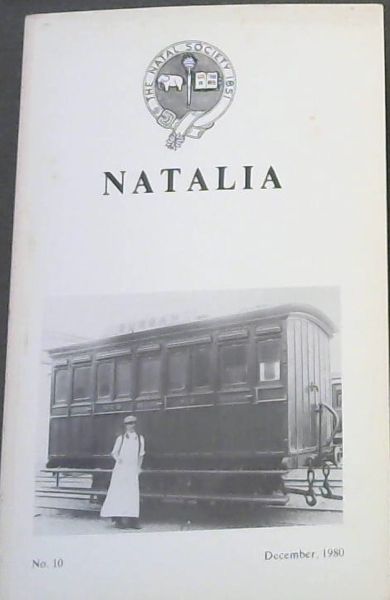 THE NATAL SOCIETY 1851
NATALIA
No. 10
December, 1980